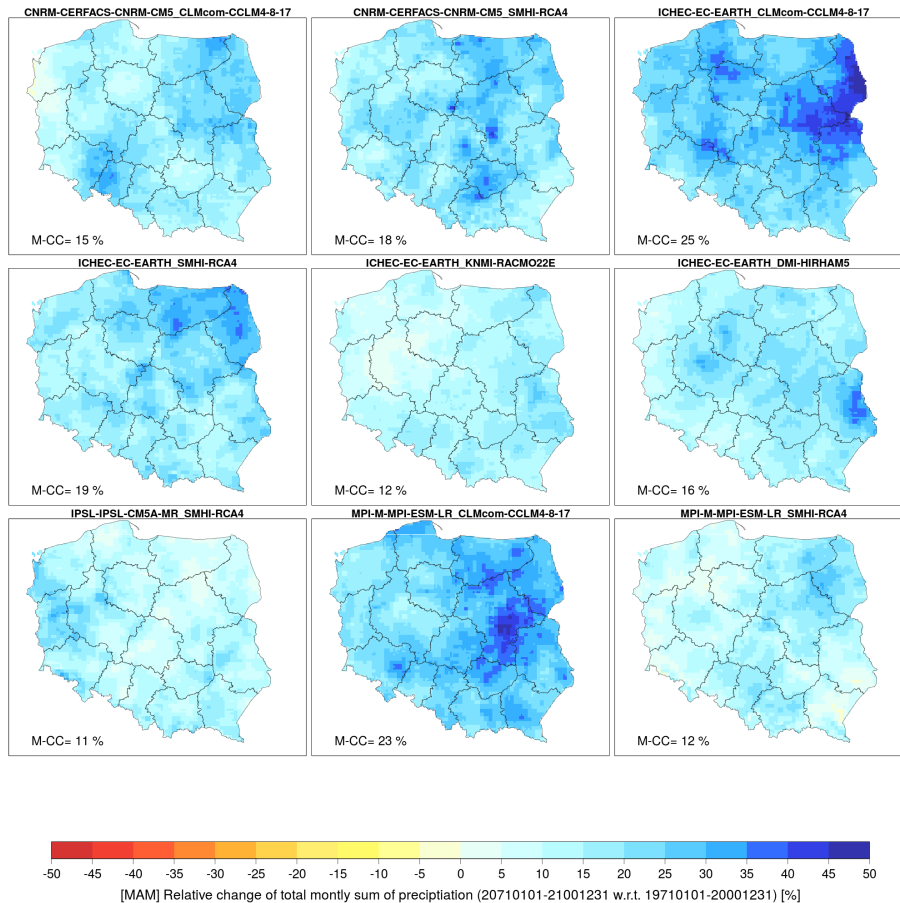 CNRM-CERFACS-CNRM-CM5_CLMcom-CCLM4-8-17
CNRM-CERFACS-CNRM-CM5_SMHI-RCA4
ICHEC-EC-EARTH_CLMcom-CCLM4-8-17
M-CC= 15 %
M-CC= 18 %
M-CC= 25 %
ICHEC-EC-EARTH_SMHI-RCA4
ICHEC-EC-EARTH_KNMI-RACMO22E
ICHEC-EC-EARTH_DMI-HIRHAM5
M-CC= 19 %
M-CC= 12 %
M-CC= 16 %
IPSL-IPSL-CM5A-MR_SMHI-RCA4
MPI-M-MPI-ESM-LR_CLMcom-CCLM4-8-17
MPI-M-MPI-ESM-LR_SMHI-RCA4
M-CC= 11 %
M-CC= 23 %
M-CC= 12 %
-50 -45 -40 -35 -30 -25 -20 -15 -10 -5 0 5 10 15 20 25 30 35 40 45 50
[MAM] Relative change of total montly sum of precipitiation (20710101-21001231 w.r.t. 19710101-20001231) [%]